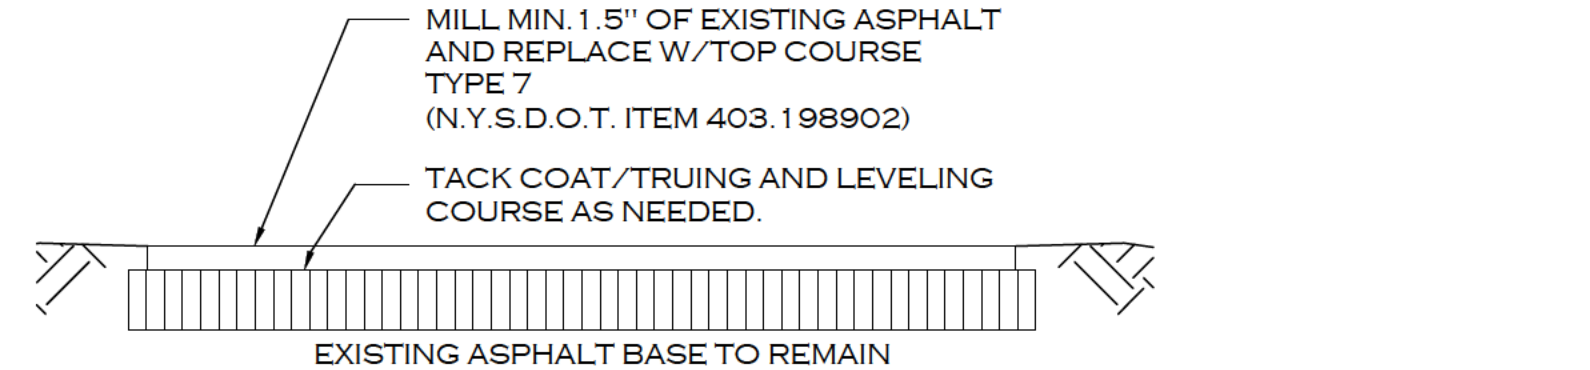 MILL MIN.1.5" OF EXISTING ASPHALT
AND REPLACE W/TOP COURSE
TYPE 7
(N.Y.S.D.O.T. ITEM 403.198902)
TACK COAT/TRUING AND LEVELING
COURSE AS NEEDED.
EXISTING ASPHALT BASE TO REMAIN